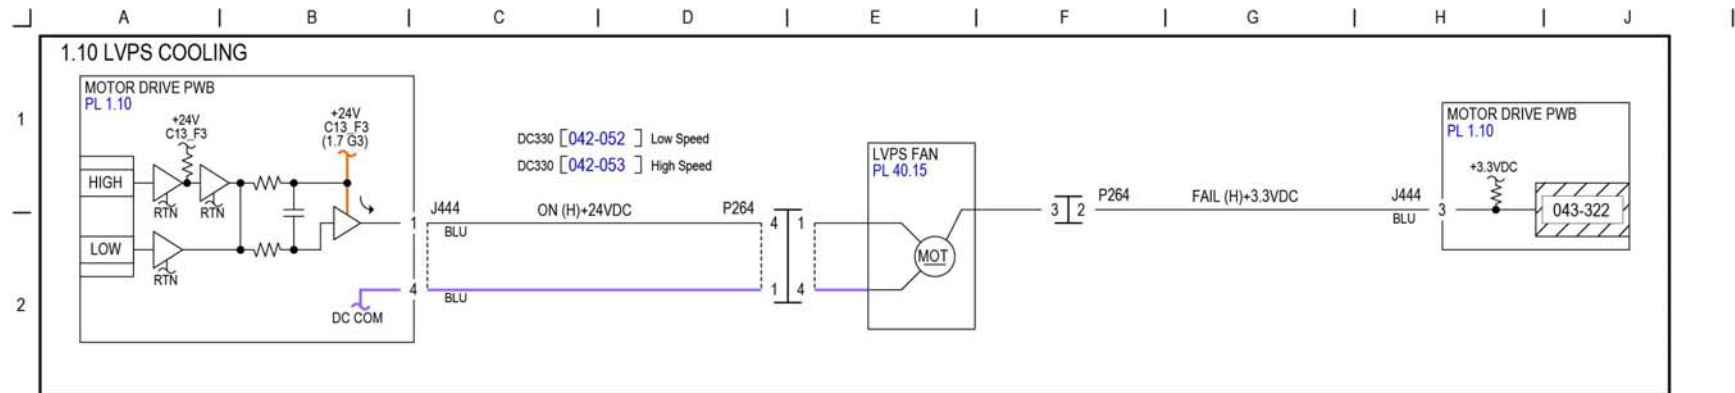 A B C D E F G H J
1.10 LVPS COOLING
MOTOR DRIVE PWB
PL 1.10
+24V
C13_F3
+24V
C13_F3
(1.7 G3)
HIGH
RTN
RTN
LOW
RTN
DC COM
1
4
J444
BLU
BLU
DC330 [ 042-052 ] Low Speed
DC330 [ 042-053 ] High Speed
ON (H)+24VDC
P264
4 1
1 4
LVPS FAN
PL 40.15
MOT
3 2
P264
FAIL (H)+3.3VDC
J444
BLU
3
MOTOR DRIVE PWB
PL 1.10
+3.3VDC
043-322
1
2